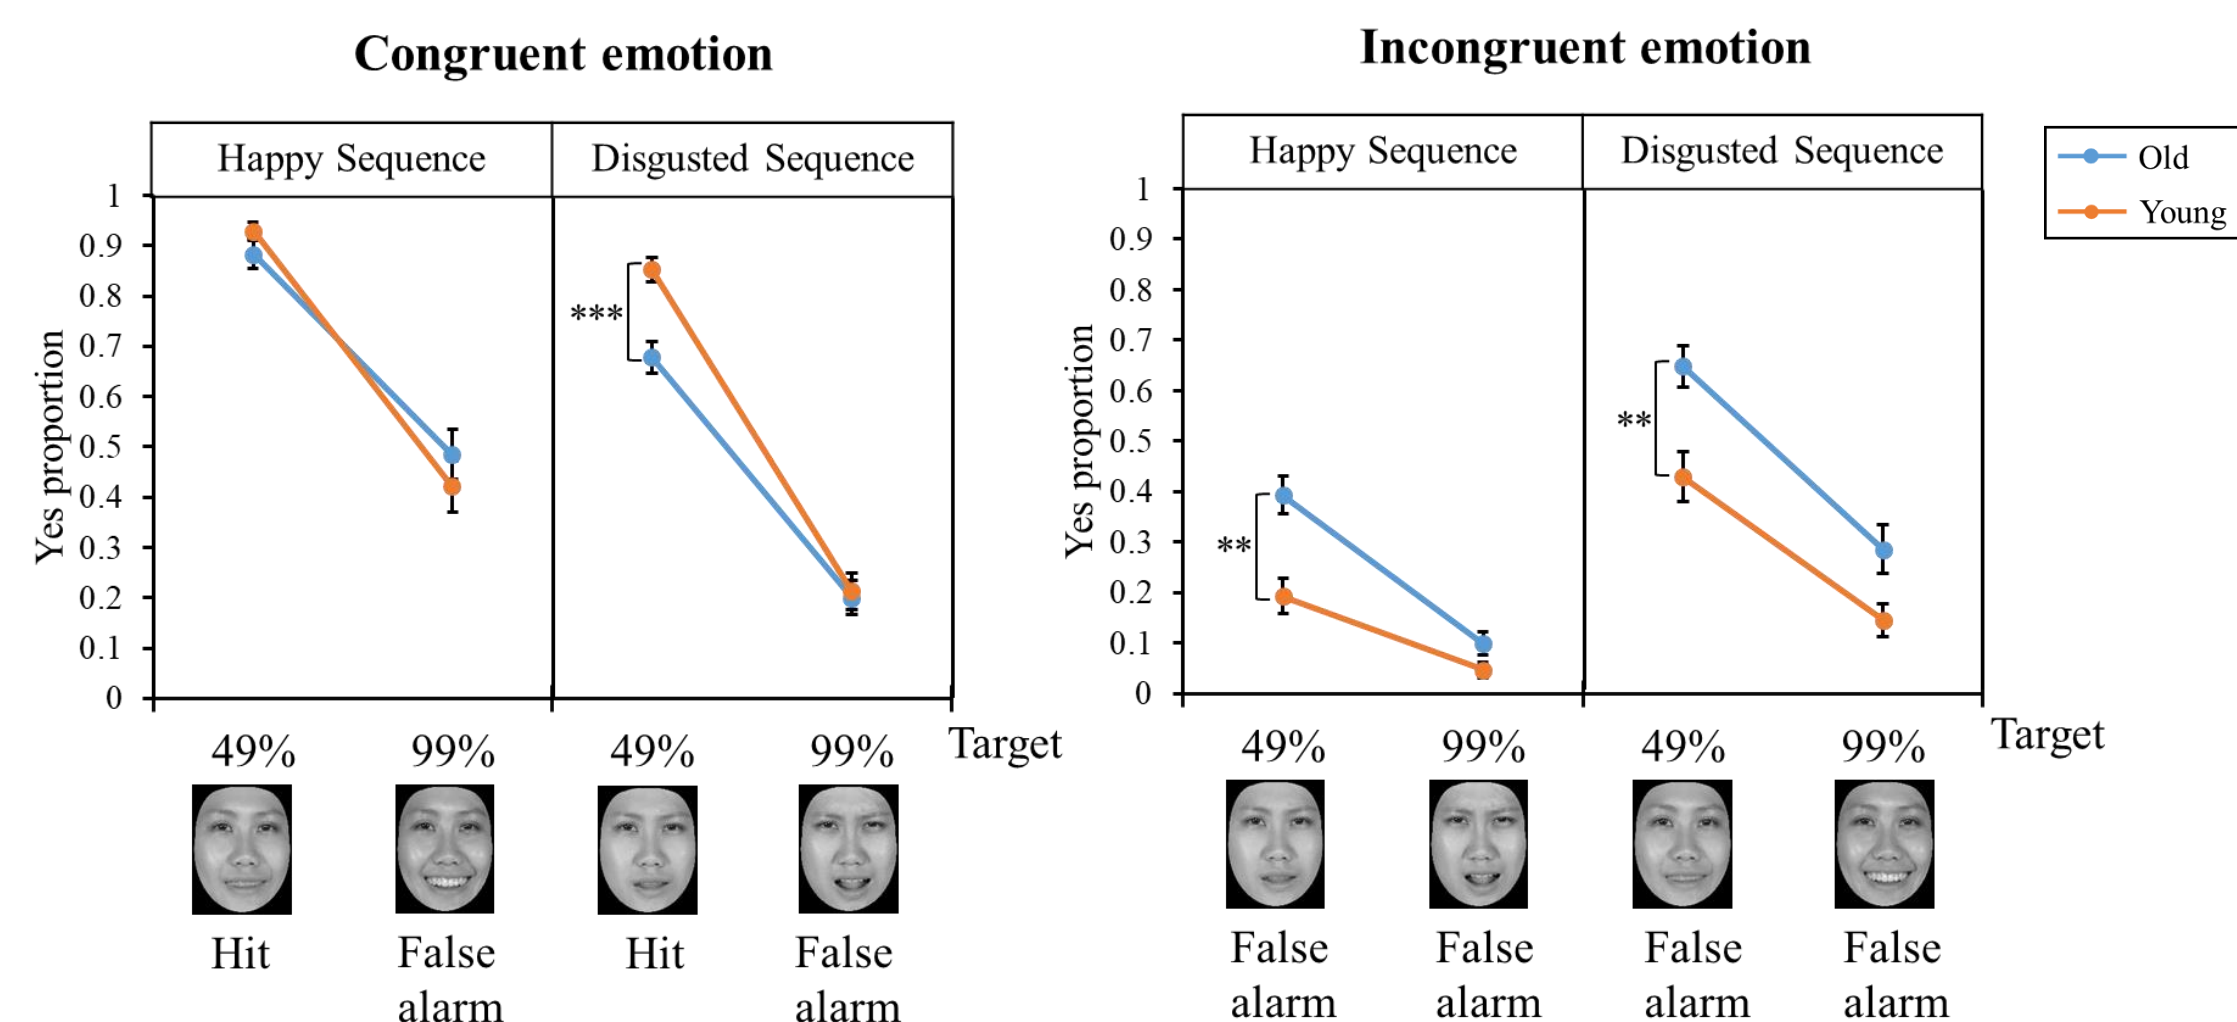 Congruent emotion
Happy Sequence
Disgusted Sequence
Yes proportion
1
0.9
0.8
0.7
0.6
0.5
0.4
0.3
0.2
0.1
0
***
49%
99%
49%
99%
Target
Hit
False
alarm
Hit
False
alarm
Incongruent emotion
Happy Sequence
Disgusted Sequence
Yes proportion
1
0.9
0.8
0.7
0.6
0.5
0.4
0.3
0.2
0.1
0
**
**
49%
99%
49%
99%
Target
False
alarm
False
alarm
False
alarm
False
alarm
Old
Young